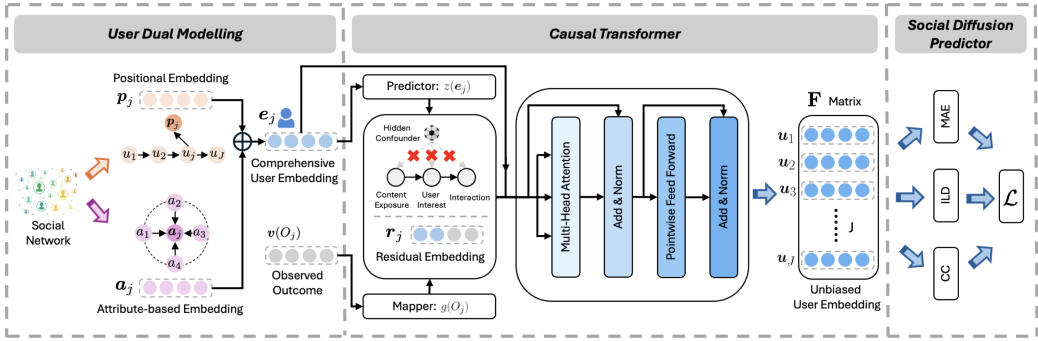 User Dual Modelling
Causal Transformer
Social Diffusion
Predictor
Positional Embedding
p_j
p_j
u_1
u_2
u_j
u_J
Social
Network
a_2
a_1
a_j
a_3
a_4
a_j
Attribute-based Embedding
e_j
Comprehensive
User Embedding
v(O_j)
Observed
Outcome
Predictor: z(e_j)
Hidden
Confounder
Content
Exposure
User
Interest
Interaction
r_j
Residual Embedding
Mapper: g(O_j)
Multi-Head Attention
Add & Norm
Pointwise Feed Forward
Add & Norm
F Matrix
u_1
u_2
u_3
J
u_J
Unbiased
User Embedding
MAE
ILD
CC
ℒ